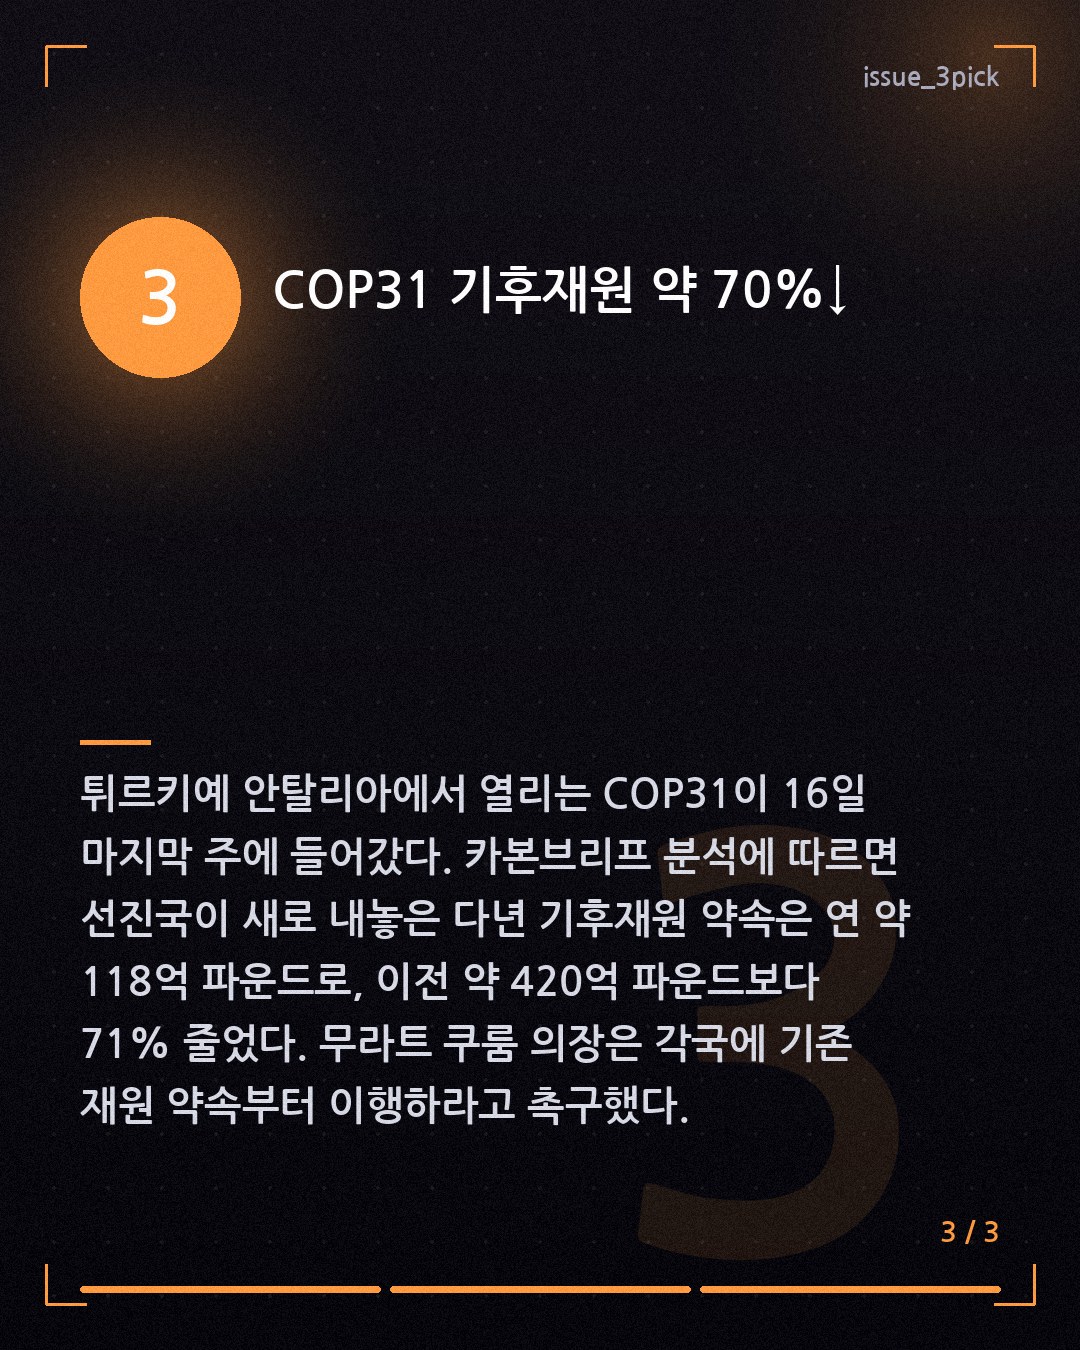 issue_3pick
3
COP31 기후재원 약 70%↓
튀르키예 안탈리아에서 열리는 COP31이 16일
마지막 주에 들어갔다. 카본브리프 분석에 따르면
선진국이 새로 내놓은 다년 기후재원 약속은 연 약
118억 파운드로, 이전 약 420억 파운드보다
71% 줄었다. 무라트 쿠룸 의장은 각국에 기존
재원 약속부터 이행하라고 촉구했다.
3
3 / 3